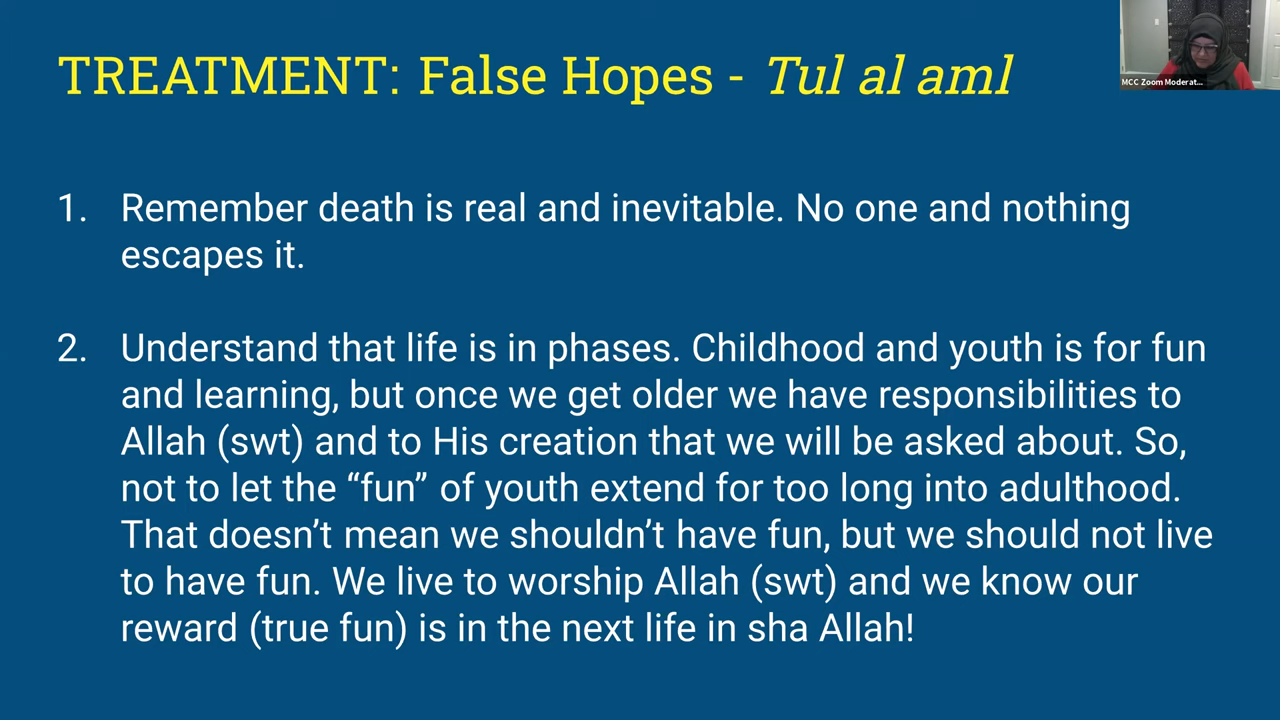 TREATMENT: False Hopes - Tul al aml
MCC Zoom Moderat...
1. Remember death is real and inevitable. No one and nothing
escapes it.
2. Understand that life is in phases. Childhood and youth is for fun
and learning, but once we get older we have responsibilities to
Allah (swt) and to His creation that we will be asked about. So,
not to let the “fun” of youth extend for too long into adulthood.
That doesn’t mean we shouldn’t have fun, but we should not live
to have fun. We live to worship Allah (swt) and we know our
reward (true fun) is in the next life in sha Allah!